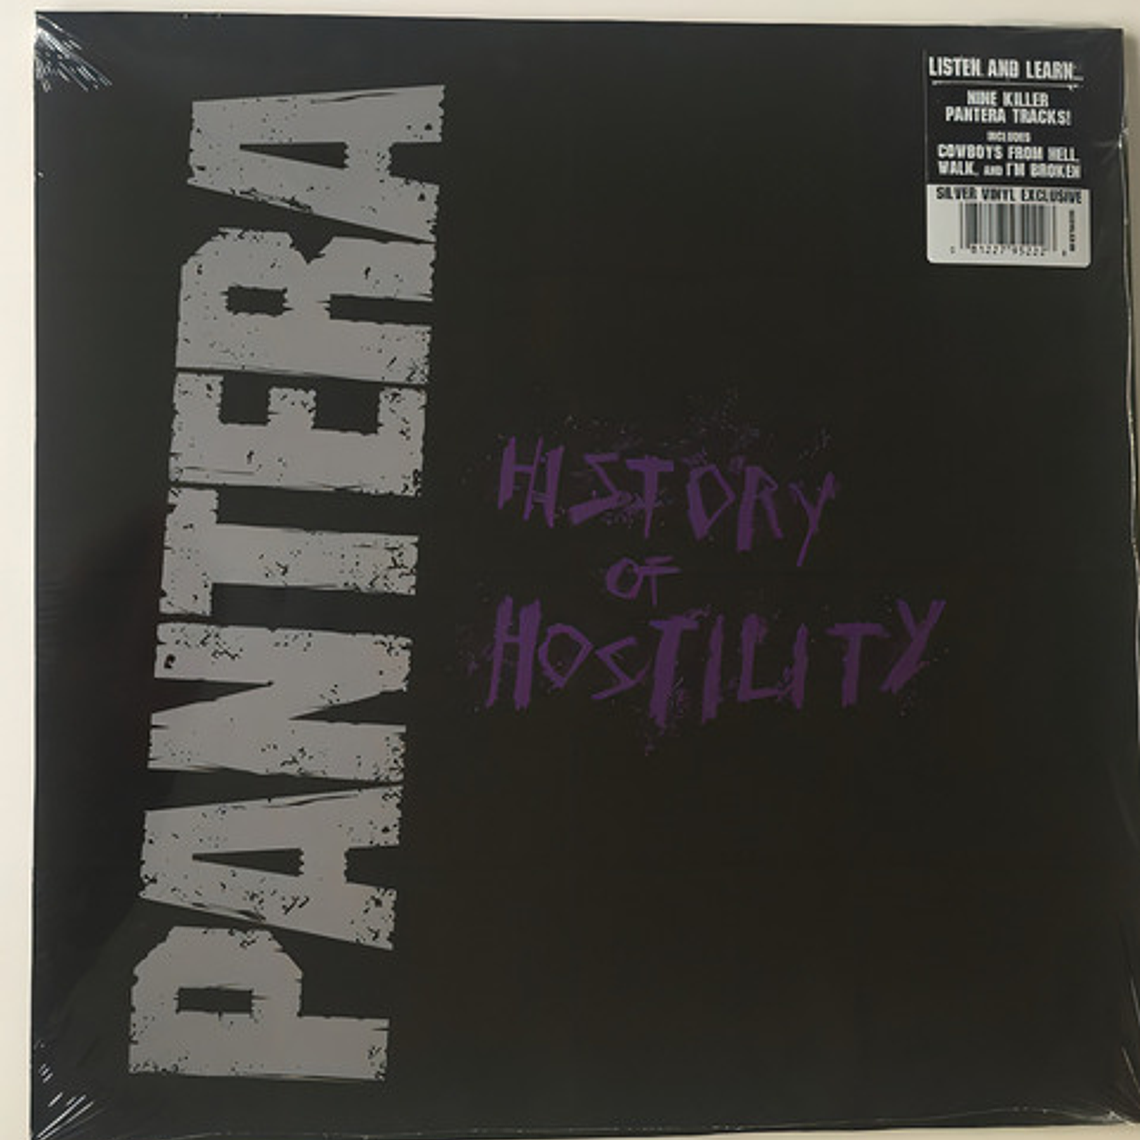 PANTERA
HISTORY
OF
HOSTILITY
LISTEN AND LEARN...
NINE KILLER
PANTERA TRACKS!
INCLUDES
COWBOYS FROM HELL,
WALK, AND I'M BROKEN
SILVER VINYL EXCLUSIVE